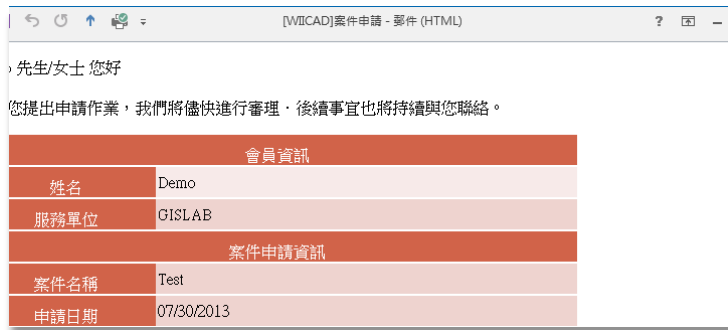 [WIICAD]案件申請 - 郵件 (HTML)
先生/女士 您好
您提出申請作業，我們將儘快進行審理．後續事宜也將持續與您聯絡。
會員資訊
姓名 Demo
服務單位 GISLAB
案件申請資訊
案件名稱 Test
申請日期 07/30/2013